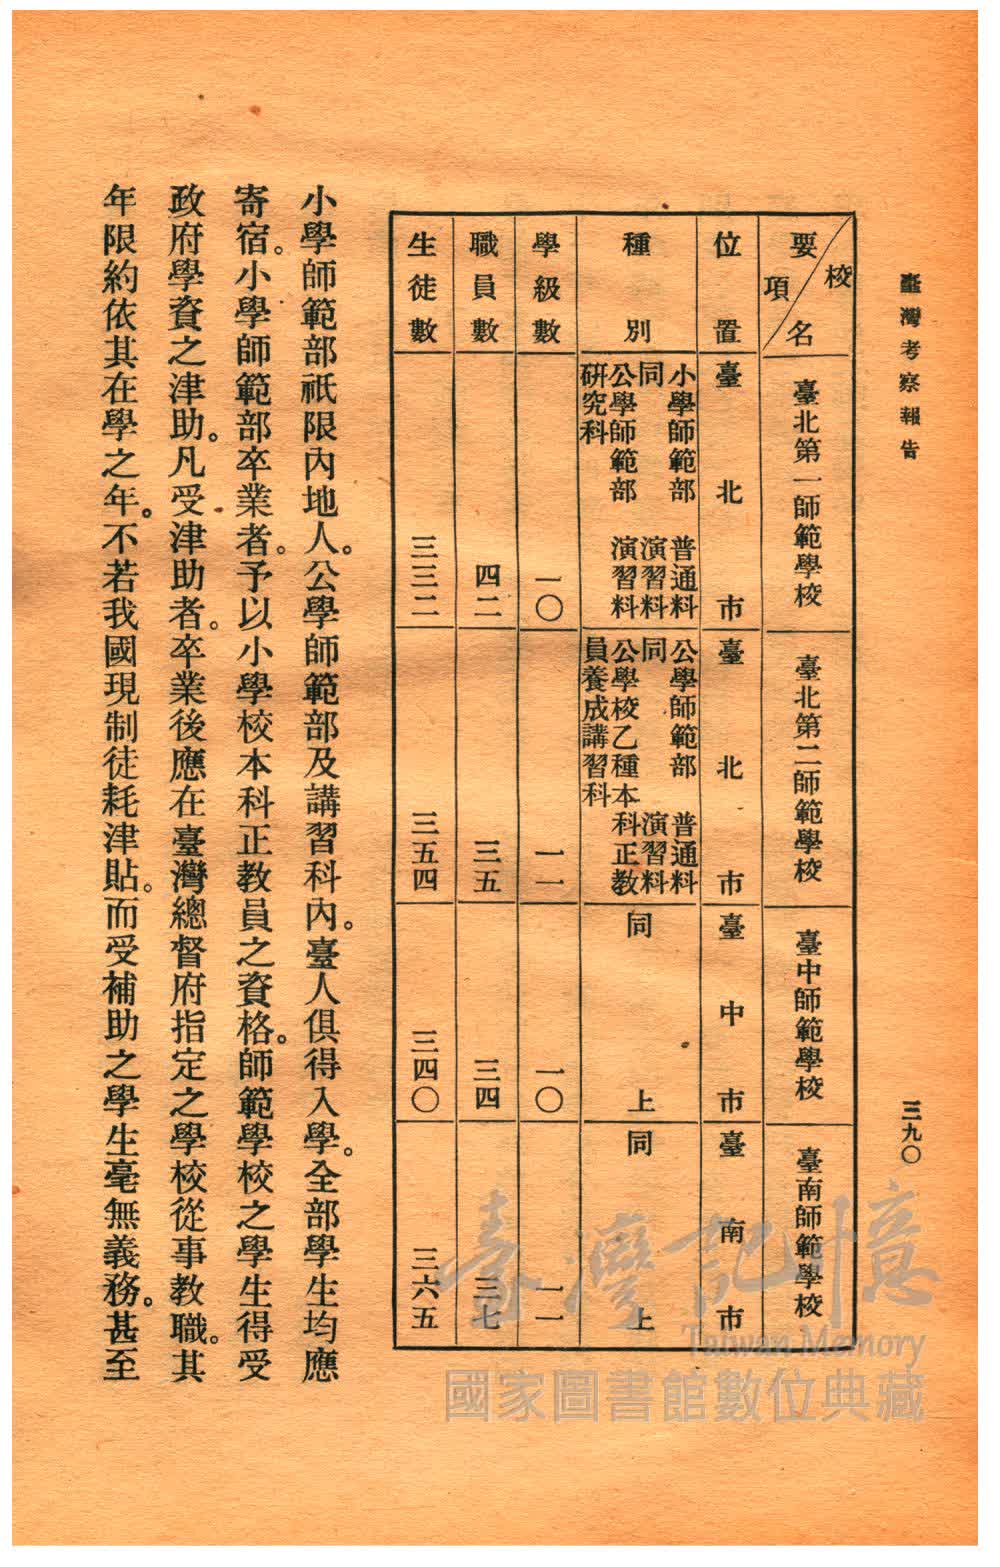 臺灣考察報告
三九〇
校名
要項
臺北第一師範學校
臺北第二師範學校
臺中師範學校
臺南師範學校
位置
臺北市
臺北市
臺中市
臺南市
種別
小學師範部 普通科
同 演習科
公學師範部 演習科
研究科
公學師範部 普通科
同 演習科
公學校乙種本科正教
員養成講習科
同上
同上
學級數
一〇
一一
一〇
一一
職員數
四二
三五
三四
三七
生徒數
三三二
三五四
三四〇
三六五
小學師範部祇限內地人。公學師範部及講習科內。臺人俱得入學。全部學生均應
寄宿。小學師範部卒業者。予以小學校本科正教員之資格。師範學校之學生得受
政府學資之津助。凡受津助者。卒業後應在臺灣總督府指定之學校從事教職。其
年限約依其在學之年。不若我國現制徒耗津貼。而受補助之學生毫無義務。甚至
臺灣記憶
Taiwan Memory
國家圖書館數位典藏